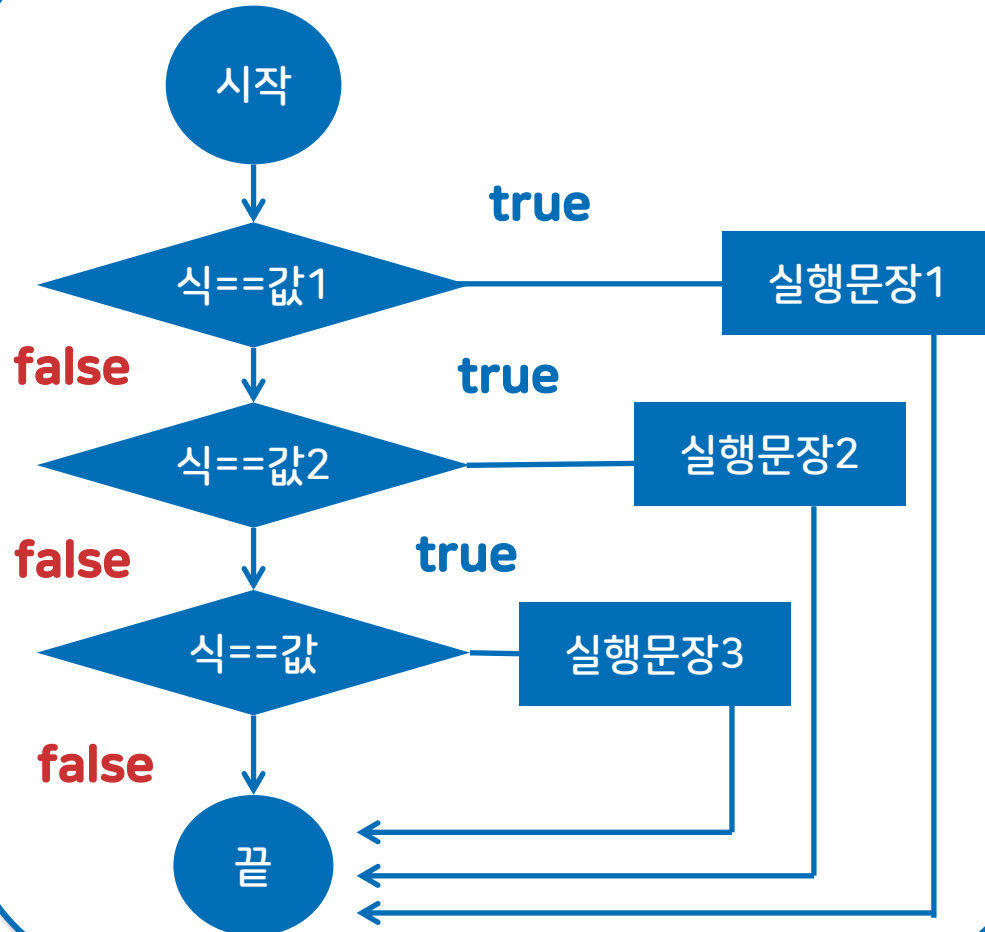 시작
true
식==값1
실행문장1
false
true
식==값2
실행문장2
false
true
식==값
실행문장3
false
끝